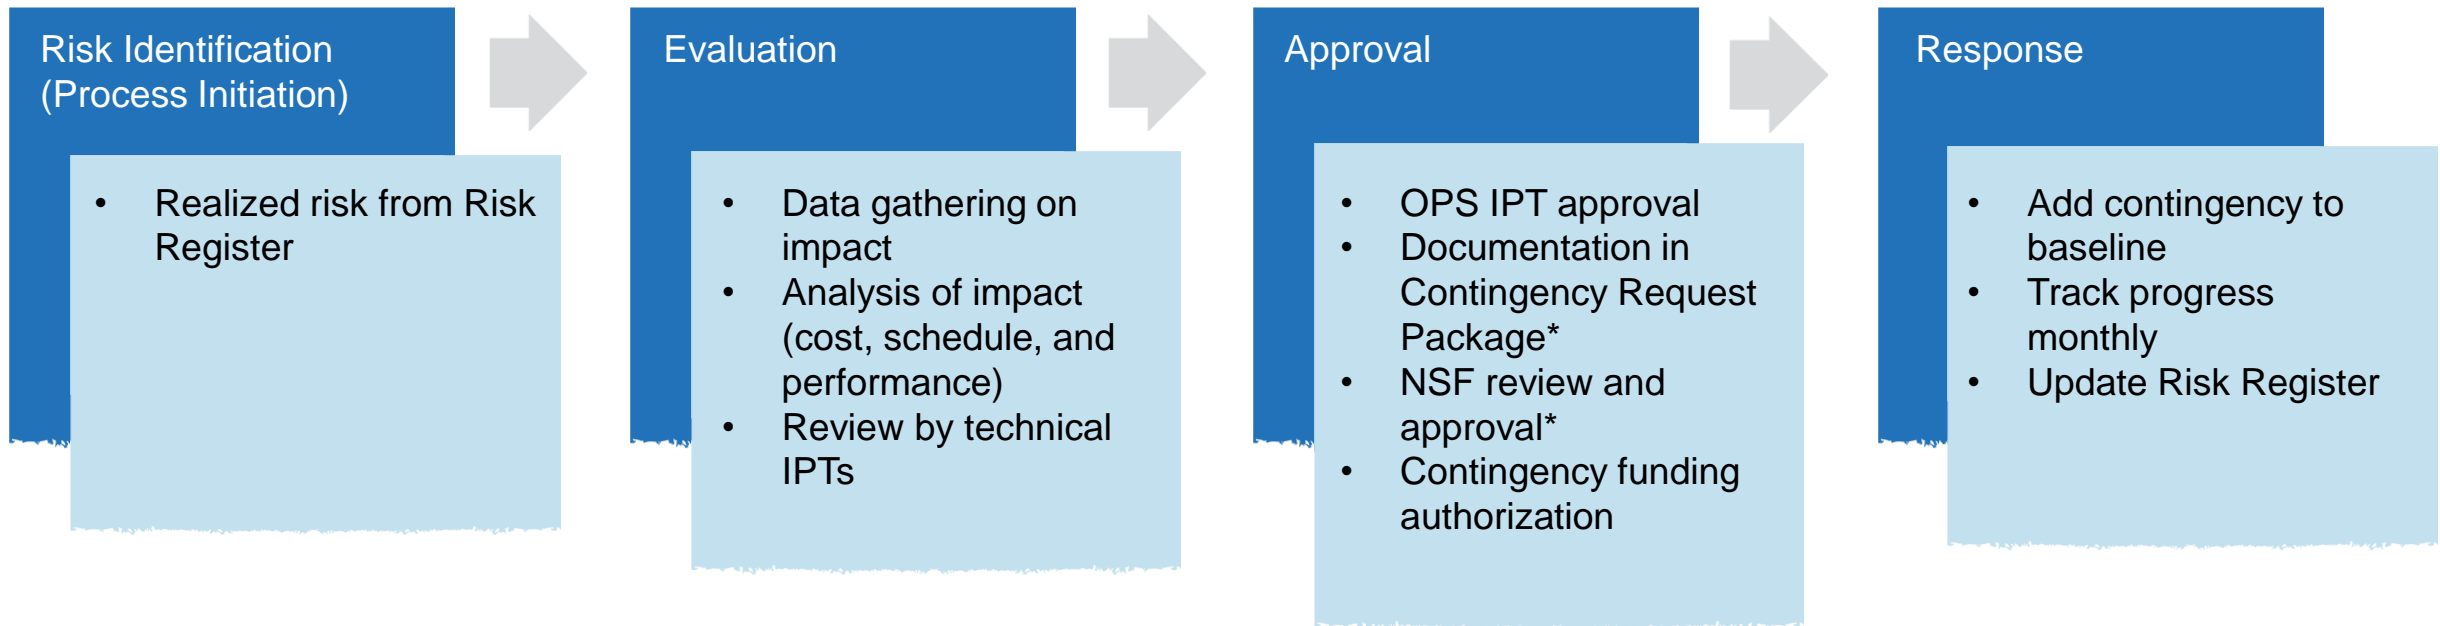 Risk Identification
(Process Initiation)
• Realized risk from Risk
Register
Evaluation
• Data gathering on
impact
• Analysis of impact
(cost, schedule, and
performance)
• Review by technical
IPTs
Approval
• OPS IPT approval
• Documentation in
Contingency Request
Package*
• NSF review and
approval*
• Contingency funding
authorization
Response
• Add contingency to
baseline
• Track progress
monthly
• Update Risk Register